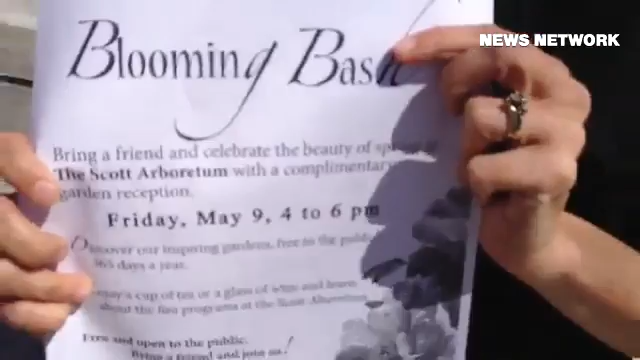 NEWS NETWORK
Blooming Bash
Bring a friend and celebrate the beauty of
The Scott Arboretum with a complimentary
garden reception.
Friday, May 9, 4 to 6 pm
Discover our inspiring gardens, free to the public
365 days a year.
Enjoy a cup of tea or a glass of wine and learn
about the fun programs at the Scott Arboretum.
Free and open to the public.
Bring a friend and join us!